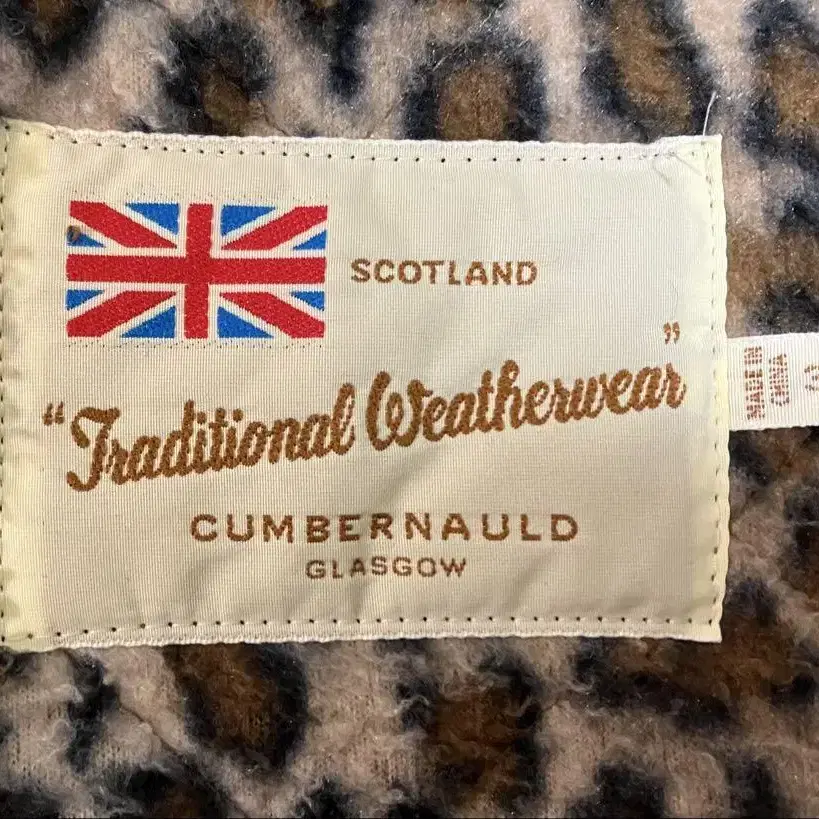 SCOTLAND
“Traditional Weatherwear”
CUMBERNAULD
GLASGOW
MADE IN
CHINA